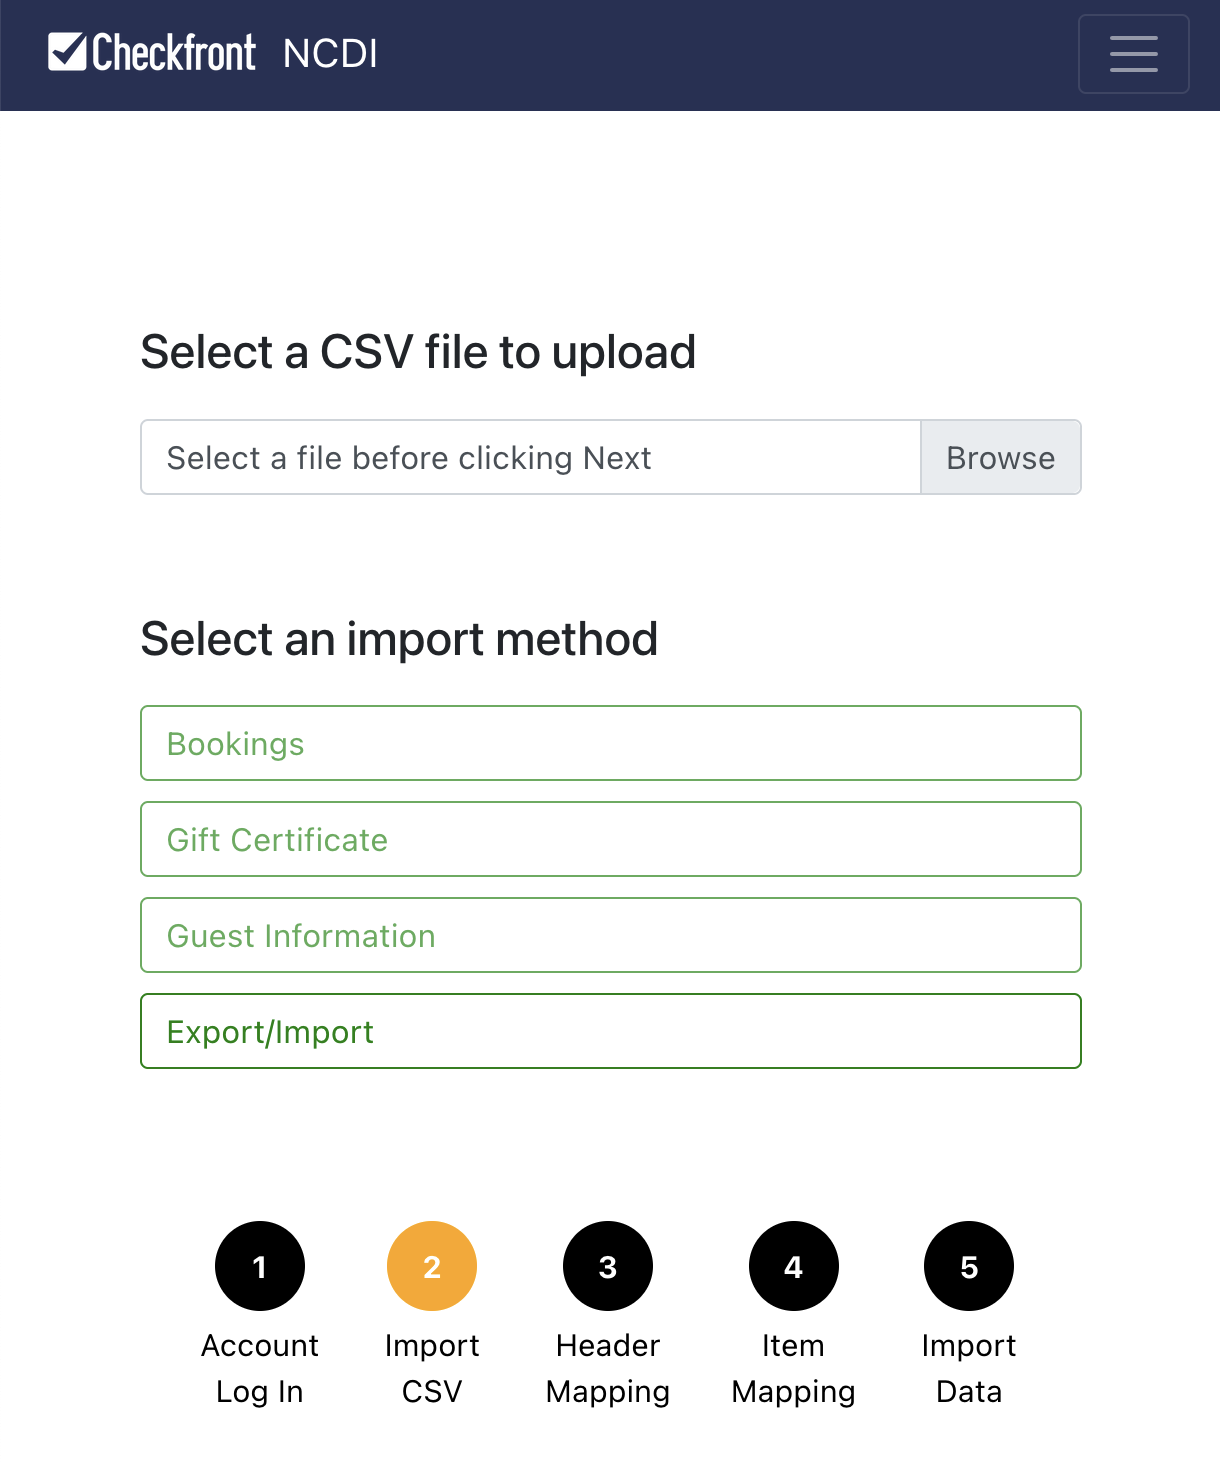 Checkfront NCDI
Select a CSV file to upload
Select a file before clicking Next
Browse
Select an import method
Bookings
Gift Certificate
Guest Information
Export/Import
1
Account
Log In
2
Import
CSV
3
Header
Mapping
4
Item
Mapping
5
Import
Data